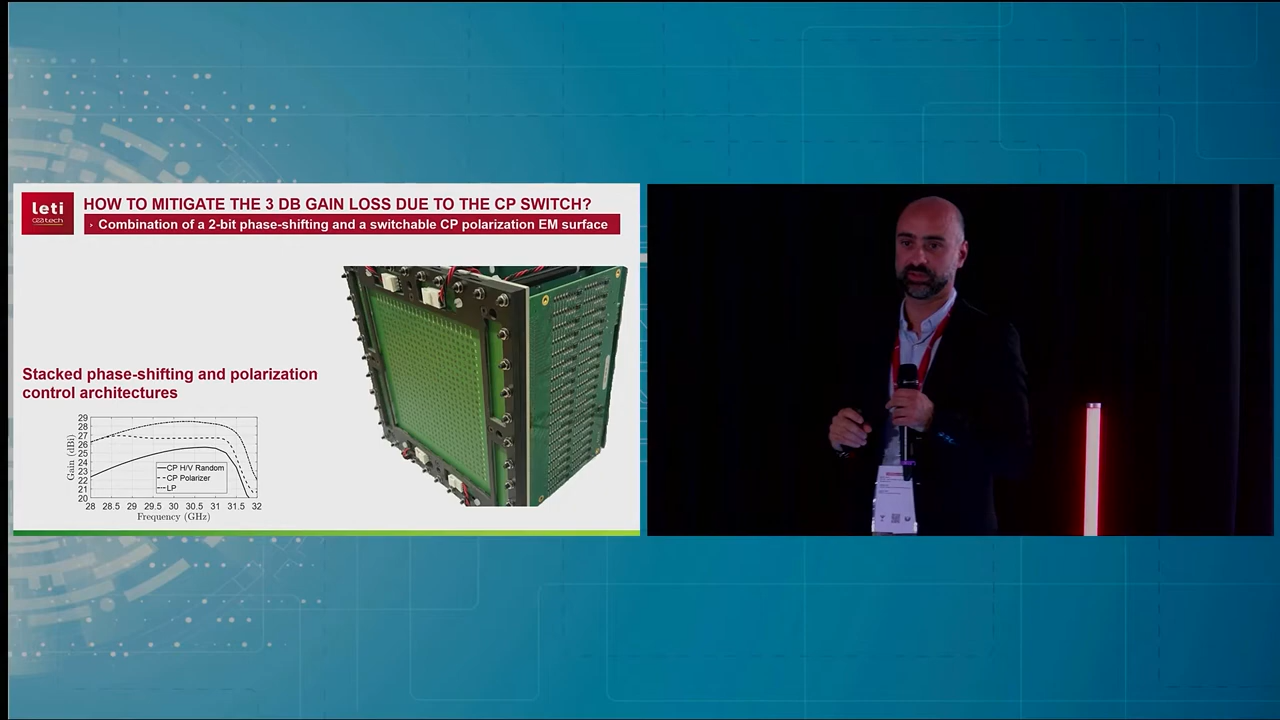 leti
cea tech
HOW TO MITIGATE THE 3 DB GAIN LOSS DUE TO THE CP SWITCH?
› Combination of a 2-bit phase-shifting and a switchable CP polarization EM surface
Stacked phase-shifting and polarization
control architectures
29
28
27
26
25
24
23
22
21
20
Gain (dBi)
CP H/V Random
CP Polarizer
LP
28 28.5 29 29.5 30 30.5 31 31.5 32
Frequency (GHz)